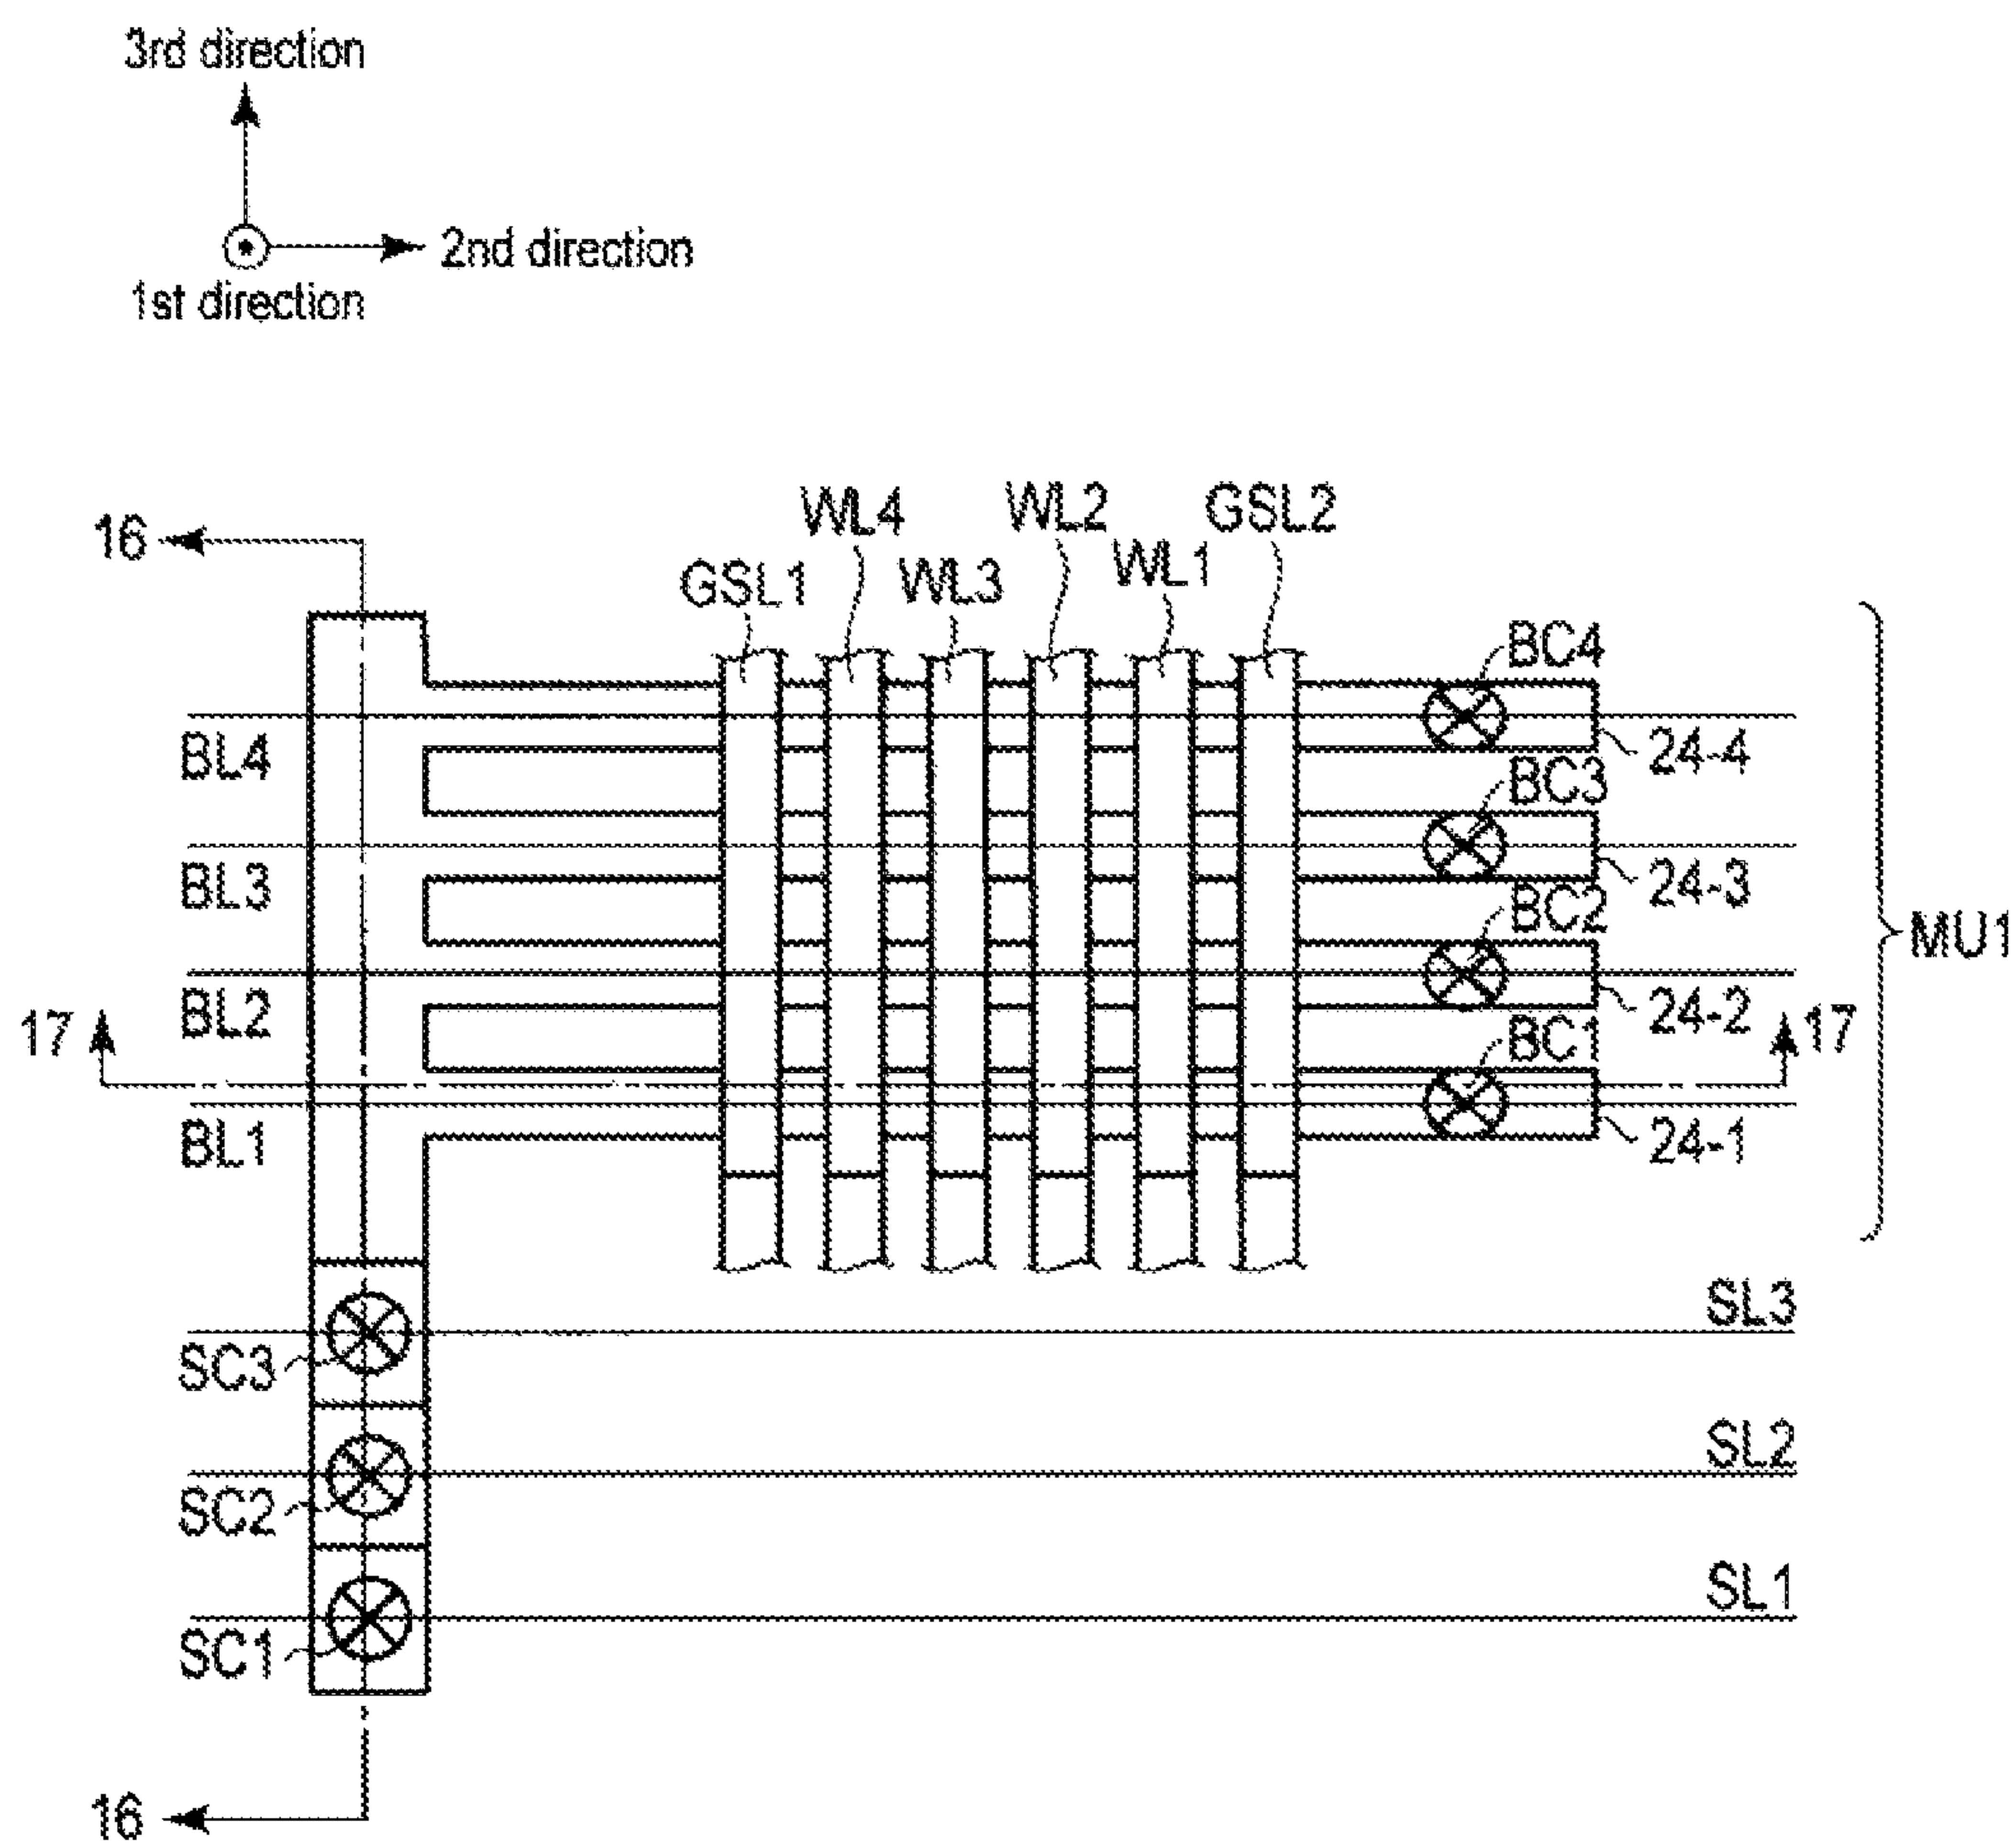 3rd direction
2nd direction
1st direction
16
WL4
WL2
GSL2
GSL1
WL3
WL1
BC4
BL4
24-4
BC3
BL3
24-3
BC2
MU1
BL2
24-2
17
17
BC1
BL1
24-1
SL3
SC3
SL2
SC2
SL1
SC1
16